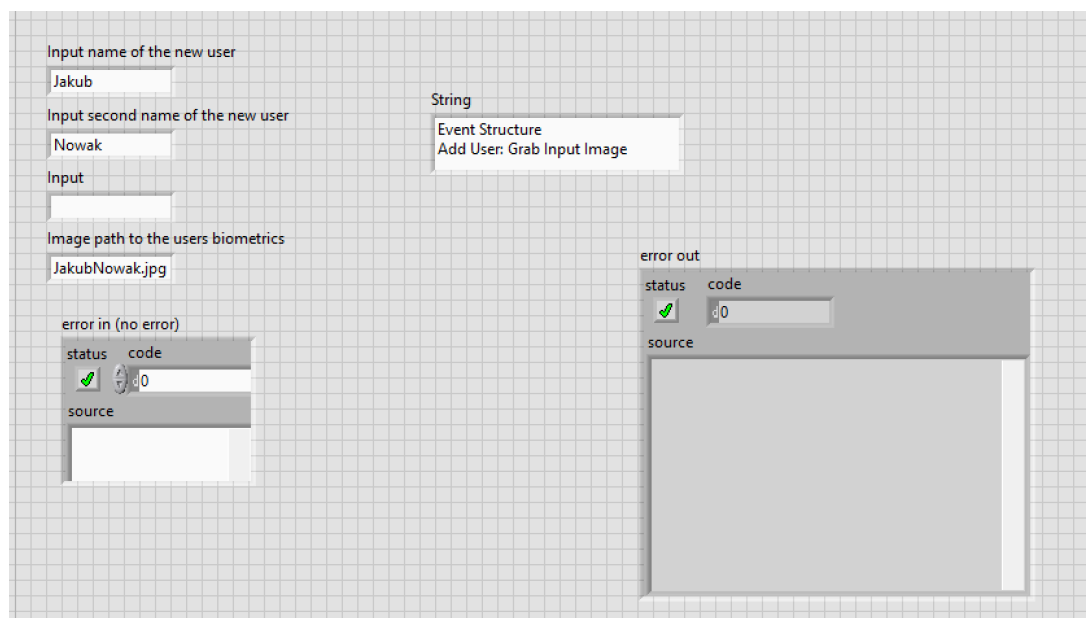 Input name of the new user
Jakub
Input second name of the new user
Nowak
Input
Image path to the users biometrics
JakubNowak.jpg
error in (no error)
status code
d 0
source
String
Event Structure
Add User: Grab Input Image
error out
status code
d 0
source